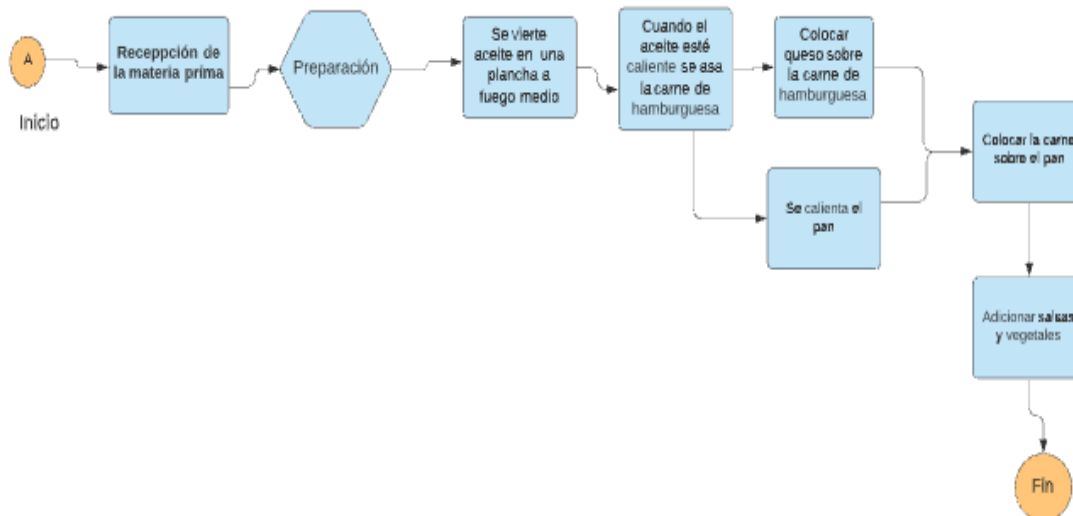 A
Inicio
Receppción de
la materia prima
Preparación
Se vierte
aceite en una
plancha a
fuego medio
Cuando el
aceite esté
caliente se asa
la carne de
hamburguesa
Colocar
queso sobre
la carne de
hamburguesa
Se calienta el
pan
Colocar la carne
sobre el pan
Adicionar salsas
y vegetales
Fin